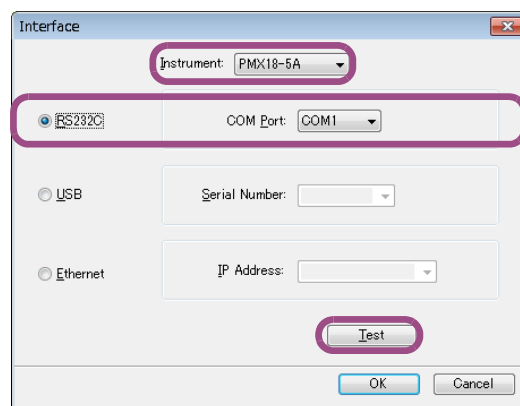 Interface
Instrument: PMX18-5A
RS232C COM Port: COM1
USB Serial Number:
Ethernet IP Address:
Test
OK Cancel